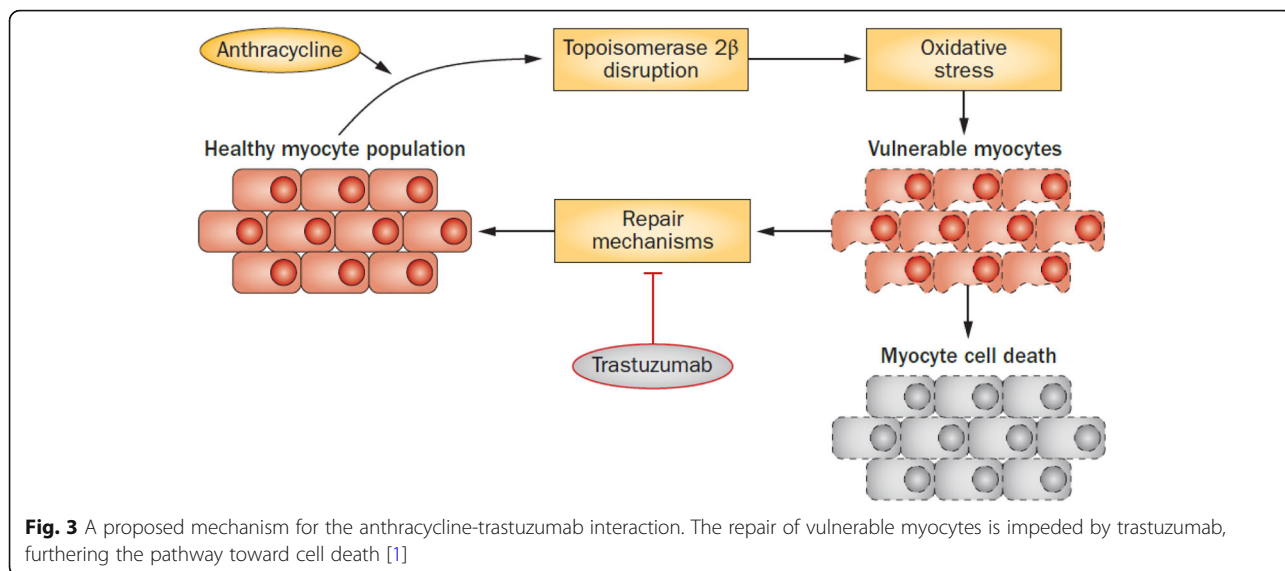 Anthracycline
Topoisomerase 2β
disruption
Oxidative
stress
Healthy myocyte population
Vulnerable myocytes
Repair
mechanisms
Trastuzumab
Myocyte cell death
Fig. 3 A proposed mechanism for the anthracycline-trastuzumab interaction. The repair of vulnerable myocytes is impeded by trastuzumab,
furthering the pathway toward cell death [1]